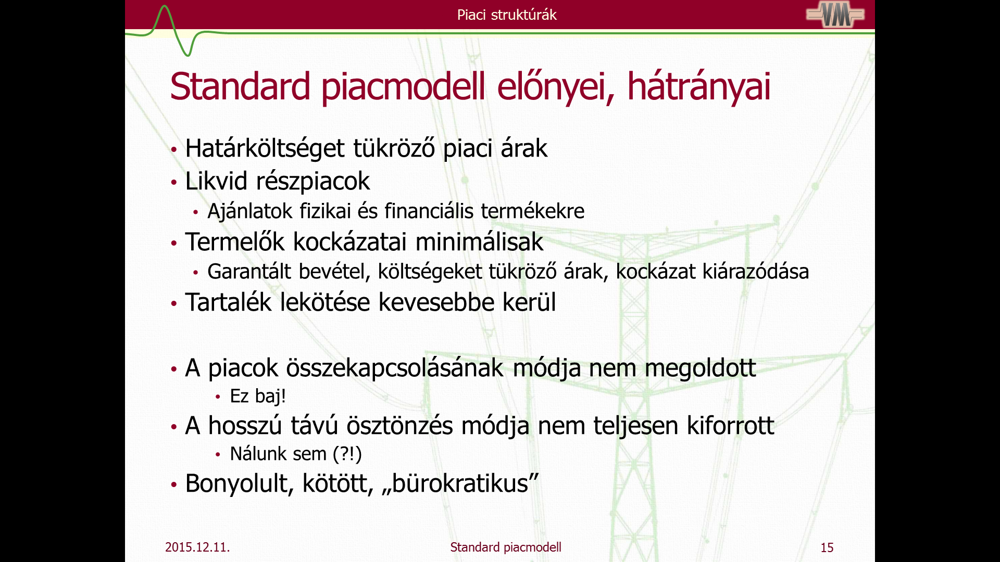 Piaci struktúrák
VM
Standard piacmodell előnyei, hátrányai
• Határköltséget tükröző piaci árak
• Likvid részpiacok
• Ajánlatok fizikai és financiális termékekre
• Termelők kockázatai minimálisak
• Garantált bevétel, költségeket tükröző árak, kockázat kiárazódása
• Tartalék lekötése kevesebbe kerül
• A piacok összekapcsolásának módja nem megoldott
• Ez baj!
• A hosszú távú ösztönzés módja nem teljesen kiforrott
• Nálunk sem (?!)
• Bonyolult, kötött, „bürokratikus”
2015.12.11.
Standard piacmodell
15